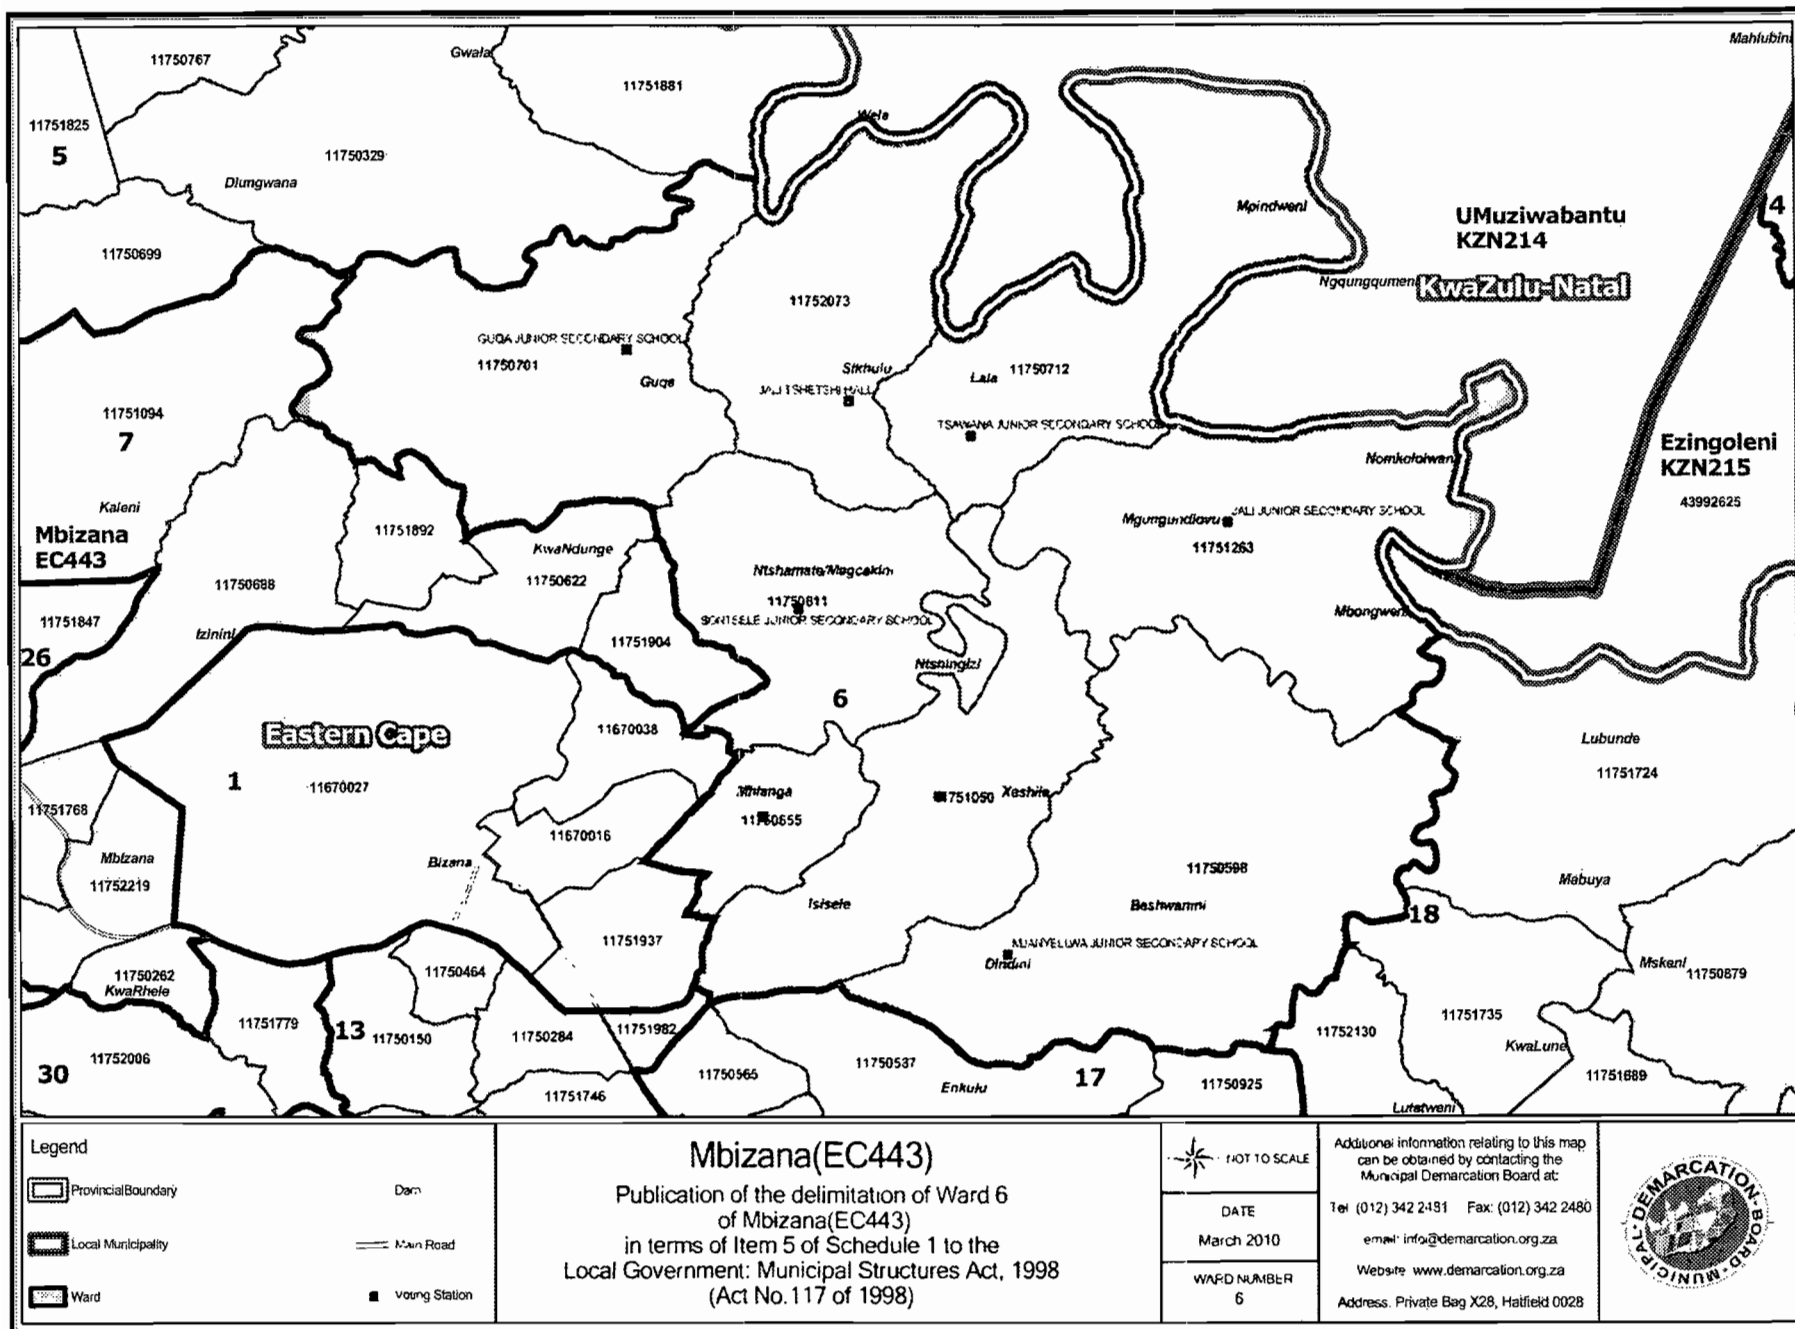 Gwala
Mahlubini
11750767
11751881
11751825
5
Wela
11750329
Dlungwana
Mpindweni
UMuziwabantu
KZN214
4
11750699
Ngqungqumeni
KwaZulu-Natal
11752073
GUQA JUNIOR SECONDARY SCHOOL
11750701
Guqa
Sikhulu
Lala
11750712
JALI TSHETSHI HALL
11751094
7
TSAWANA JUNIOR SECONDARY SCHOOL
Ezingoleni
KZN215
43992625
Kaleni
Mbizana
EC443
11751892
KwaNdunge
11750622
Mgungundlovu
JALI JUNIOR SECONDARY SCHOOL
11751263
11750688
11750611
11751847
Izinini
26
11751904
Mbongweni
6
Eastern Cape
11670038
Lubunde
11751724
1
11670027
Mhlanga
11750655
11751050
11751768
11670016
Mbizana
11752219
Bizana
11750598
Mabuya
Isisele
18
11751937
11750464
MJANYELWA JUNIOR SECONDARY SCHOOL
Dindini
11750262
KwaRhele
Mskeni
11750879
11751779
13
11750150
11750284
11751982
11752130
11751735
KwaLune
11752006
30
11750565
11750537
Enkulu
17
11750925
11751689
11751746
Legend
Provincial Boundary
Dam
Local Municipality
Main Road
Ward
Voting Station
Mbizana(EC443)
Publication of the delimitation of Ward 6
of Mbizana(EC443)
in terms of Item 5 of Schedule 1 to the
Local Government: Municipal Structures Act, 1998
(Act No.117 of 1998)
NOT TO SCALE
DATE
March 2010
WARD NUMBER
6
Additional information relating to this map
can be obtained by contacting the
Municipal Demarcation Board at:
Tel (012) 342 2481 Fax: (012) 342 2480
email: info@demarcation.org.za
Website www.demarcation.org.za
Address. Private Bag X28, Hatfield 0028
MUNICIPAL DEMARCATION BOARD